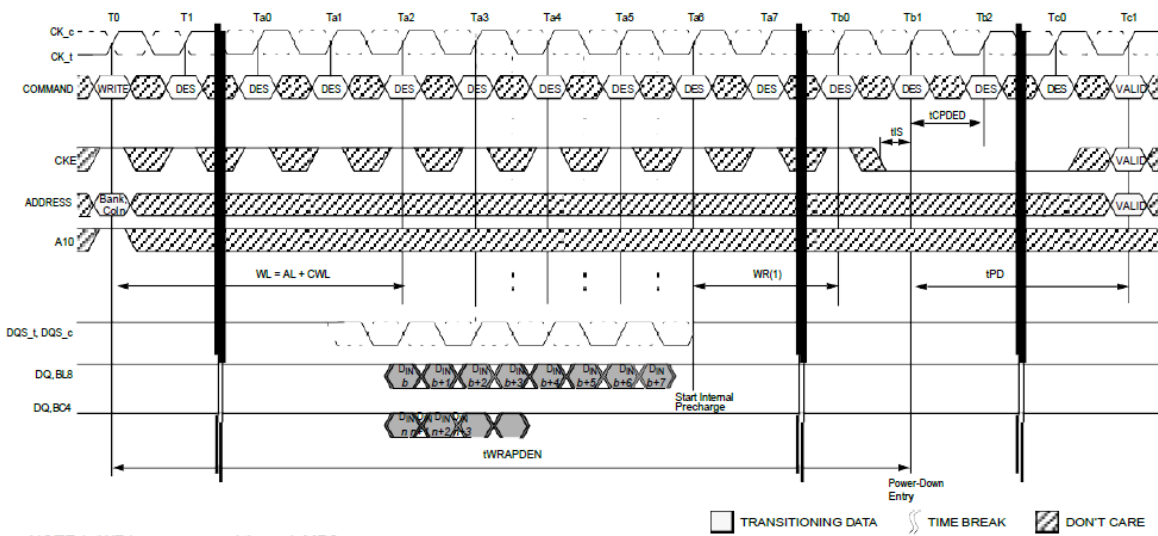 T0 T1 Ta0 Ta1 Ta2 Ta3 Ta4 Ta5 Ta6 Ta7 Tb0 Tb1 Tb2 Tc0 Tc1
CK_c
CK_t
COMMAND WRITE DES DES DES DES DES DES DES DES DES DES DES DES DES VALID
tCPDED
tIS
CKE VALID
ADDRESS Bank, Coln VALID
A10
WL = AL + CWL WR(1) tPD
DQS_t, DQS_c
DQ, BL8 DIN b DIN b+1 DIN b+2 DIN b+3 DIN b+4 DIN b+5 DIN b+6 DIN b+7
Start Internal
Precharge
DQ, BC4 DIN n DIN DIN n+2 DIN n+3
tWRAPDEN
Power-Down
Entry
TRANSITIONING DATA TIME BREAK DON'T CARE